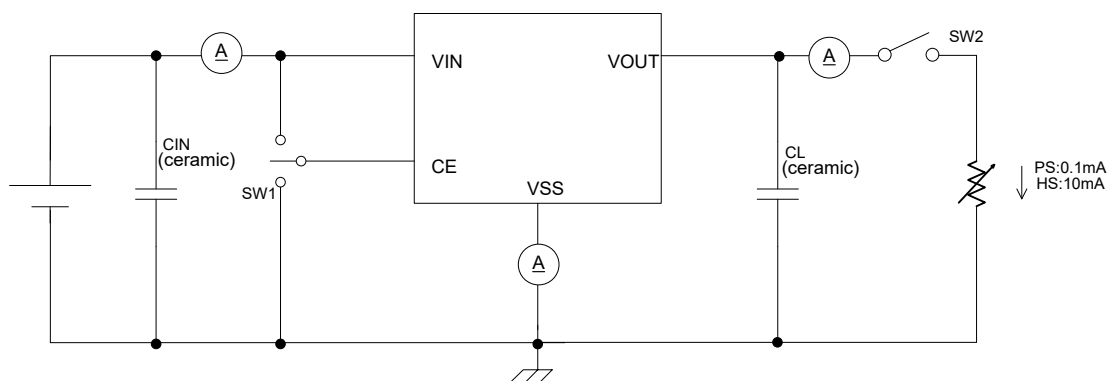 A
VIN
VOUT
A
SW2
CIN
(ceramic)
SW1
CE
VSS
CL
(ceramic)
PS:0.1mA
HS:10mA
A